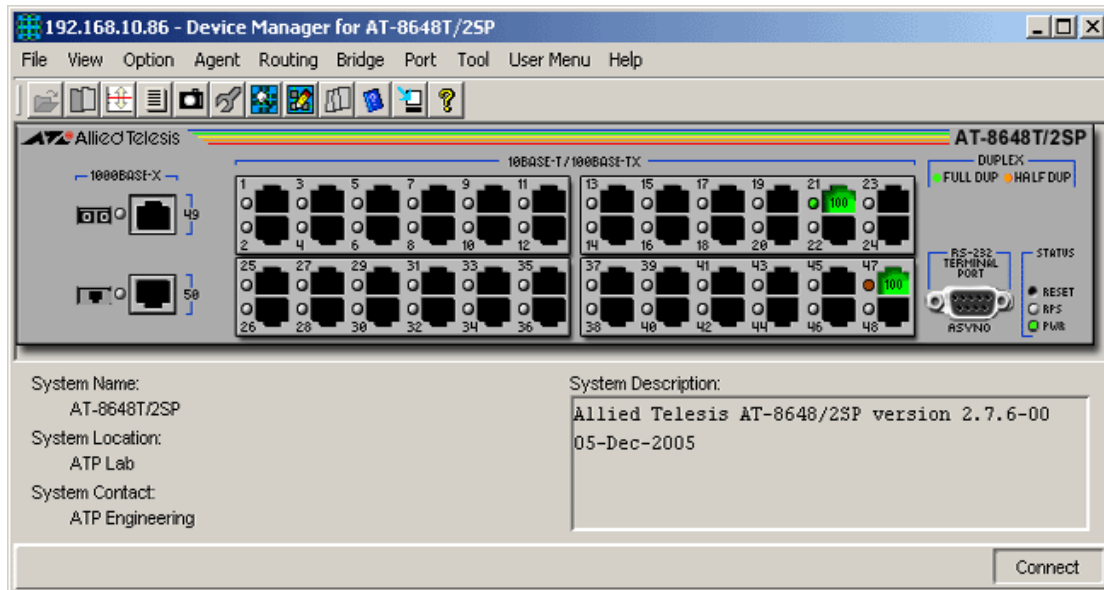 192.168.10.86 - Device Manager for AT-8648T/2SP
File View Option Agent Routing Bridge Port Tool User Menu Help
Allied Telesis AT-8648T/2SP
1000BASE-X
10BASE-T/100BASE-TX
DUPLEX
FULL DUP HALF DUP
1 3 5 7 9 11 13 15 17 19 21 23
100
49
2 4 6 8 10 12 14 16 18 20 22 24
RS-232 TERMINAL PORT
STATUS
25 27 29 31 33 35 37 39 41 43 45 47
100
50
RESET
RPS
PWR
26 28 30 32 34 36 38 40 42 44 46 48
ASYN0
System Name:
AT-8648T/2SP
System Location:
ATP Lab
System Contact:
ATP Engineering
System Description:
Allied Telesis AT-8648/2SP version 2.7.6-00
05-Dec-2005
Connect